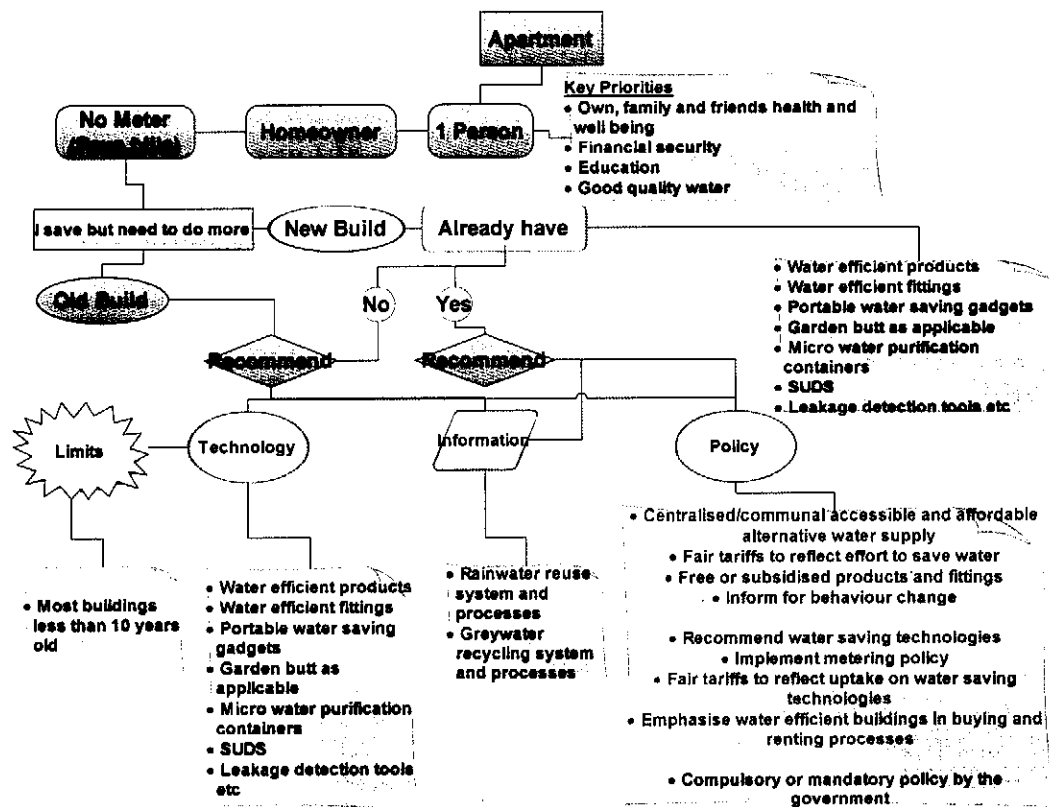 Apartment
Key Priorities
• Own, family and friends health and
well being
• Financial security
• Education
• Good quality water
No Meter
Homeowner
1 Person
I save but need to do more
New Build
Already have
Old Build
No
Yes
• Water efficient products
• Water efficient fittings
• Portable water saving gadgets
• Garden butt as applicable
• Micro water purification
containers
• SUDS
• Leakage detection tools etc
Recommend
Recommend
Limits
Technology
Information
Policy
• Most buildings
less than 10 years
old
• Water efficient products
• Water efficient fittings
• Portable water saving
gadgets
• Garden butt as
applicable
• Micro water purification
containers
• SUDS
• Leakage detection tools
etc
• Rainwater reuse
system and
processes
• Greywater
recycling system
and processes
• Centralised/communal accessible and affordable
alternative water supply
• Fair tariffs to reflect effort to save water
• Free or subsidised products and fittings
• Inform for behaviour change
• Recommend water saving technologies
• Implement metering policy
• Fair tariffs to reflect uptake on water saving
technologies
• Emphasise water efficient buildings in buying and
renting processes
• Compulsory or mandatory policy by the
government